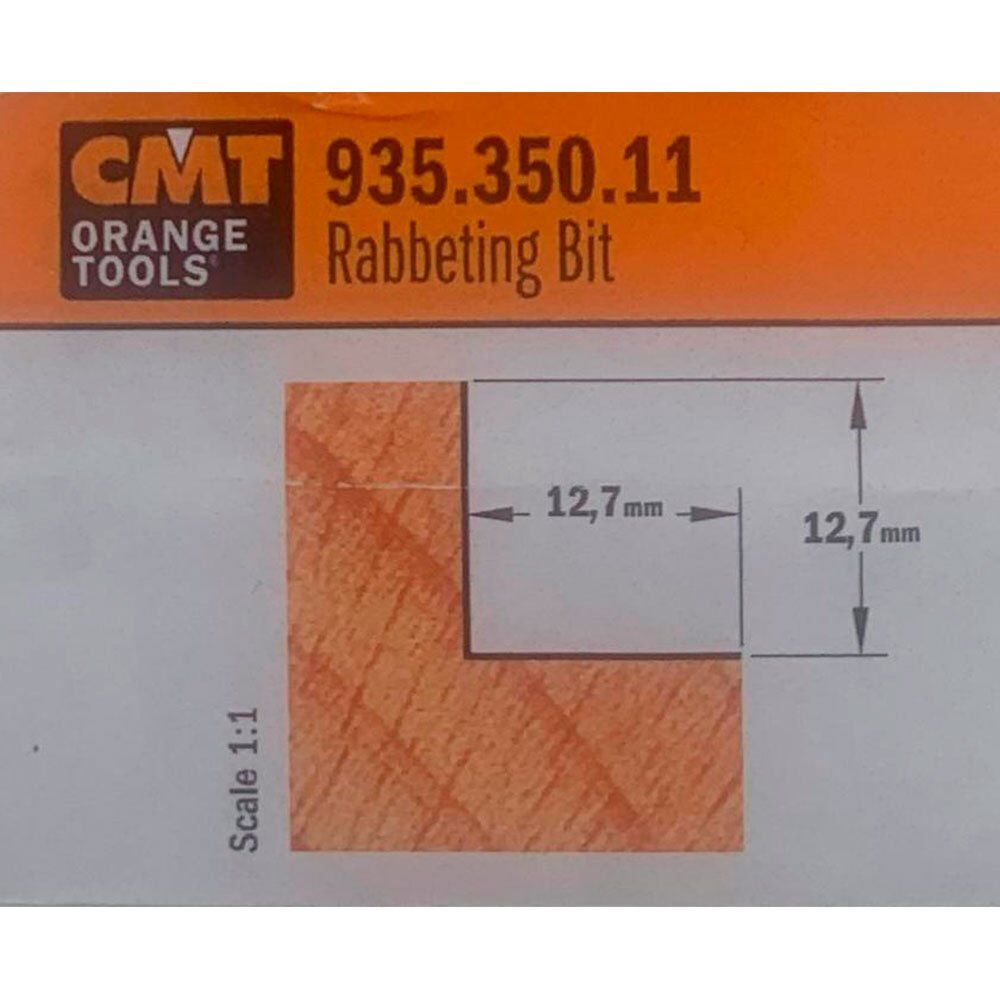 CMT
ORANGE
TOOLS®
935.350.11
Rabbeting Bit
12,7mm
12,7mm
Scale 1:1